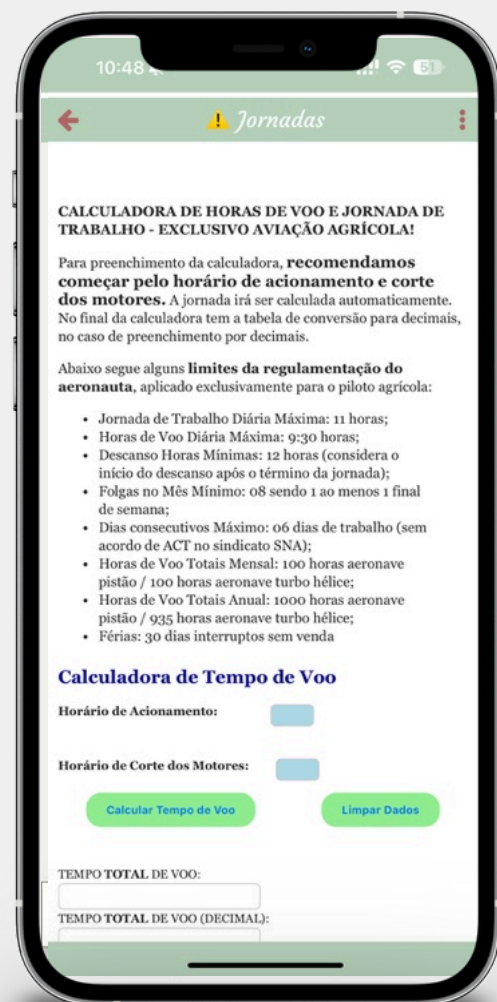 10:48
51
⚠️ Jornadas
CALCULADORA DE HORAS DE VOO E JORNADA DE
TRABALHO - EXCLUSIVO AVIAÇÃO AGRÍCOLA!
Para preenchimento da calculadora, recomendamos
começar pelo horário de acionamento e corte
dos motores. A jornada irá ser calculada automaticamente.
No final da calculadora tem a tabela de conversão para decimais,
no caso de preenchimento por decimais.
Abaixo segue alguns limites da regulamentação do
aeronauta, aplicado exclusivamente para o piloto agrícola:
• Jornada de Trabalho Diária Máxima: 11 horas;
• Horas de Voo Diária Máxima: 9:30 horas;
• Descanso Horas Mínimas: 12 horas (considera o
início do descanso após o término da jornada);
• Folgas no Mês Mínimo: 08 sendo 1 ao menos 1 final
de semana;
• Dias consecutivos Máximo: 06 dias de trabalho (sem
acordo de ACT no sindicato SNA);
• Horas de Voo Totais Mensal: 100 horas aeronave
pistão / 100 horas aeronave turbo hélice;
• Horas de Voo Totais Anual: 1000 horas aeronave
pistão / 935 horas aeronave turbo hélice;
• Férias: 30 dias interruptos sem venda
Calculadora de Tempo de Voo
Horário de Acionamento:
Horário de Corte dos Motores:
Calcular Tempo de Voo
Limpar Dados
TEMPO TOTAL DE VOO:
TEMPO TOTAL DE VOO (DECIMAL):